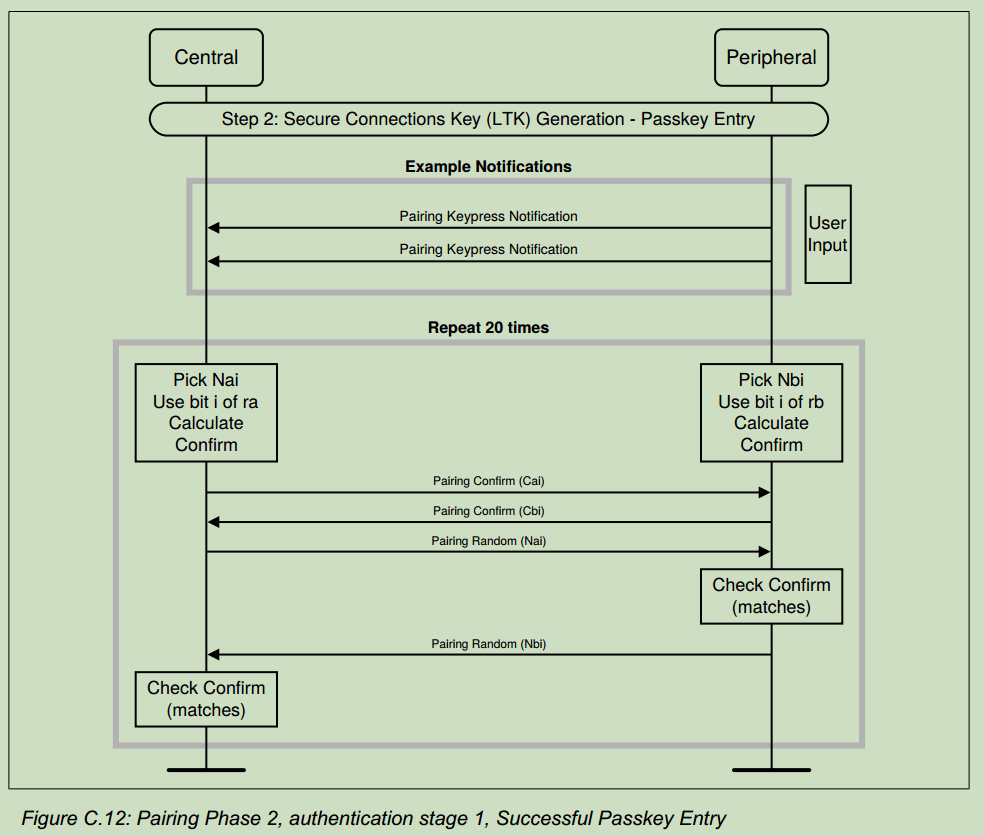 Central
Peripheral
Step 2: Secure Connections Key (LTK) Generation - Passkey Entry
Example Notifications
Pairing Keypress Notification
Pairing Keypress Notification
User
Input
Repeat 20 times
Pick Nai
Use bit i of ra
Calculate
Confirm
Pick Nbi
Use bit i of rb
Calculate
Confirm
Pairing Confirm (Cai)
Pairing Confirm (Cbi)
Pairing Random (Nai)
Check Confirm
(matches)
Pairing Random (Nbi)
Check Confirm
(matches)
Figure C.12: Pairing Phase 2, authentication stage 1, Successful Passkey Entry